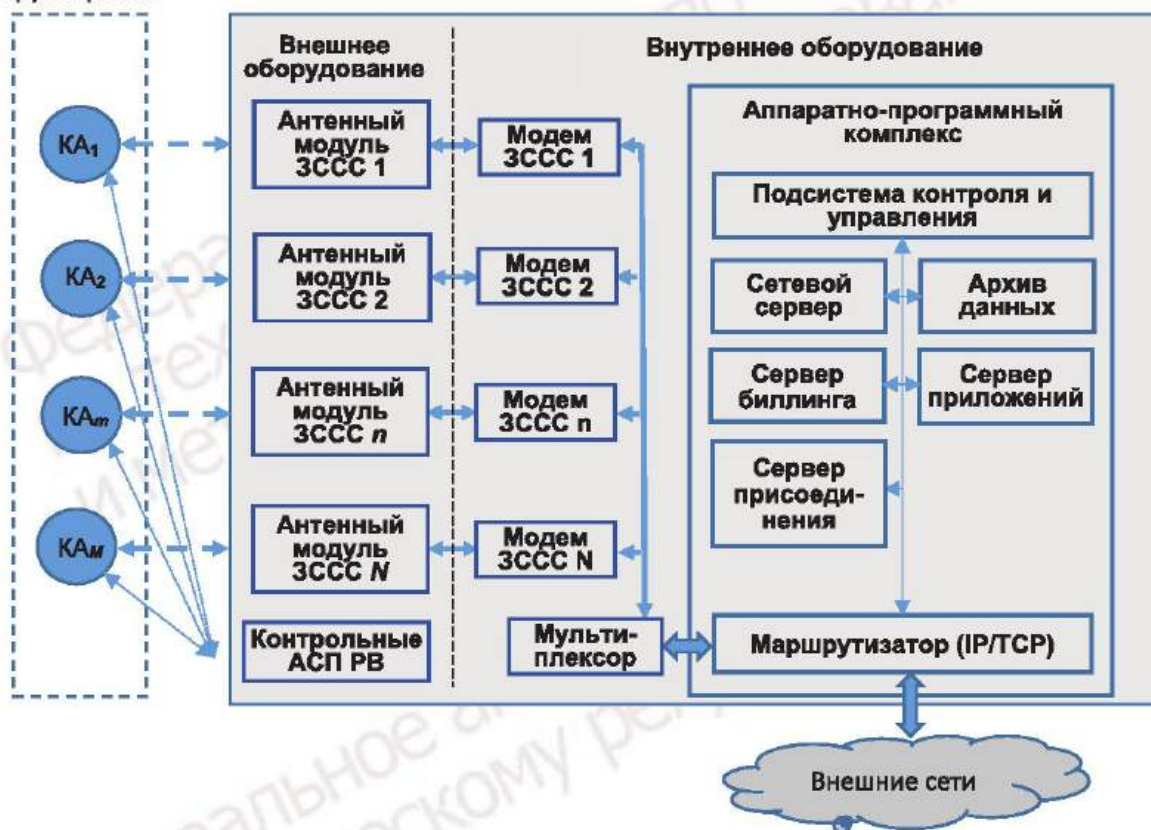 Внешнее
оборудование
Внутреннее оборудование
КА1
КА2
КАm
КАM
Антенный
модуль
ЗССС 1
Антенный
модуль
ЗССС 2
Антенный
модуль
ЗССС n
Антенный
модуль
ЗССС N
Контрольные
АСП РВ
Модем
ЗССС 1
Модем
ЗССС 2
Модем
ЗССС n
Модем
ЗССС N
Мульти-
плексор
Аппаратно-программный
комплекс
Подсистема контроля и
управления
Сетевой
сервер
Архив
данных
Сервер
биллинга
Сервер
приложений
Сервер
присоеди-
нения
Маршрутизатор (IP/TCP)
Внешние сети